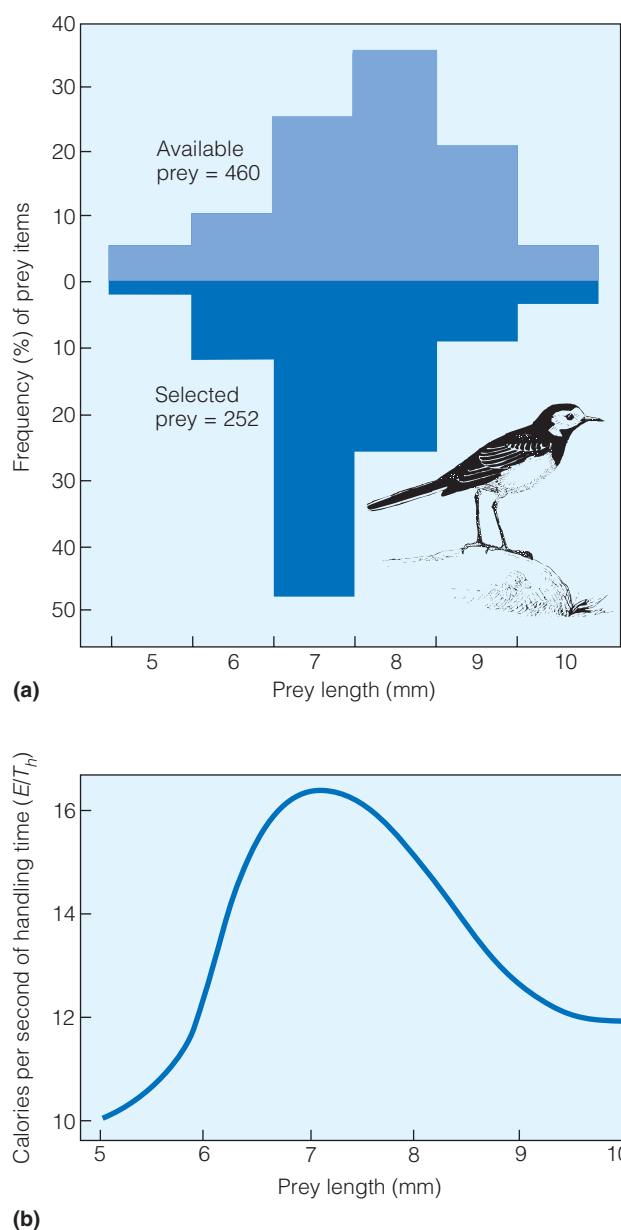 40
30
20
10
0
10
20
30
40
50
Frequency (%) of prey items
Available
prey = 460
Selected
prey = 252
5 6 7 8 9 10
Prey length (mm)
(a)
Calories per second of handling time (E/Th)
16
14
12
10
5 6 7 8 9 10
Prey length (mm)
(b)